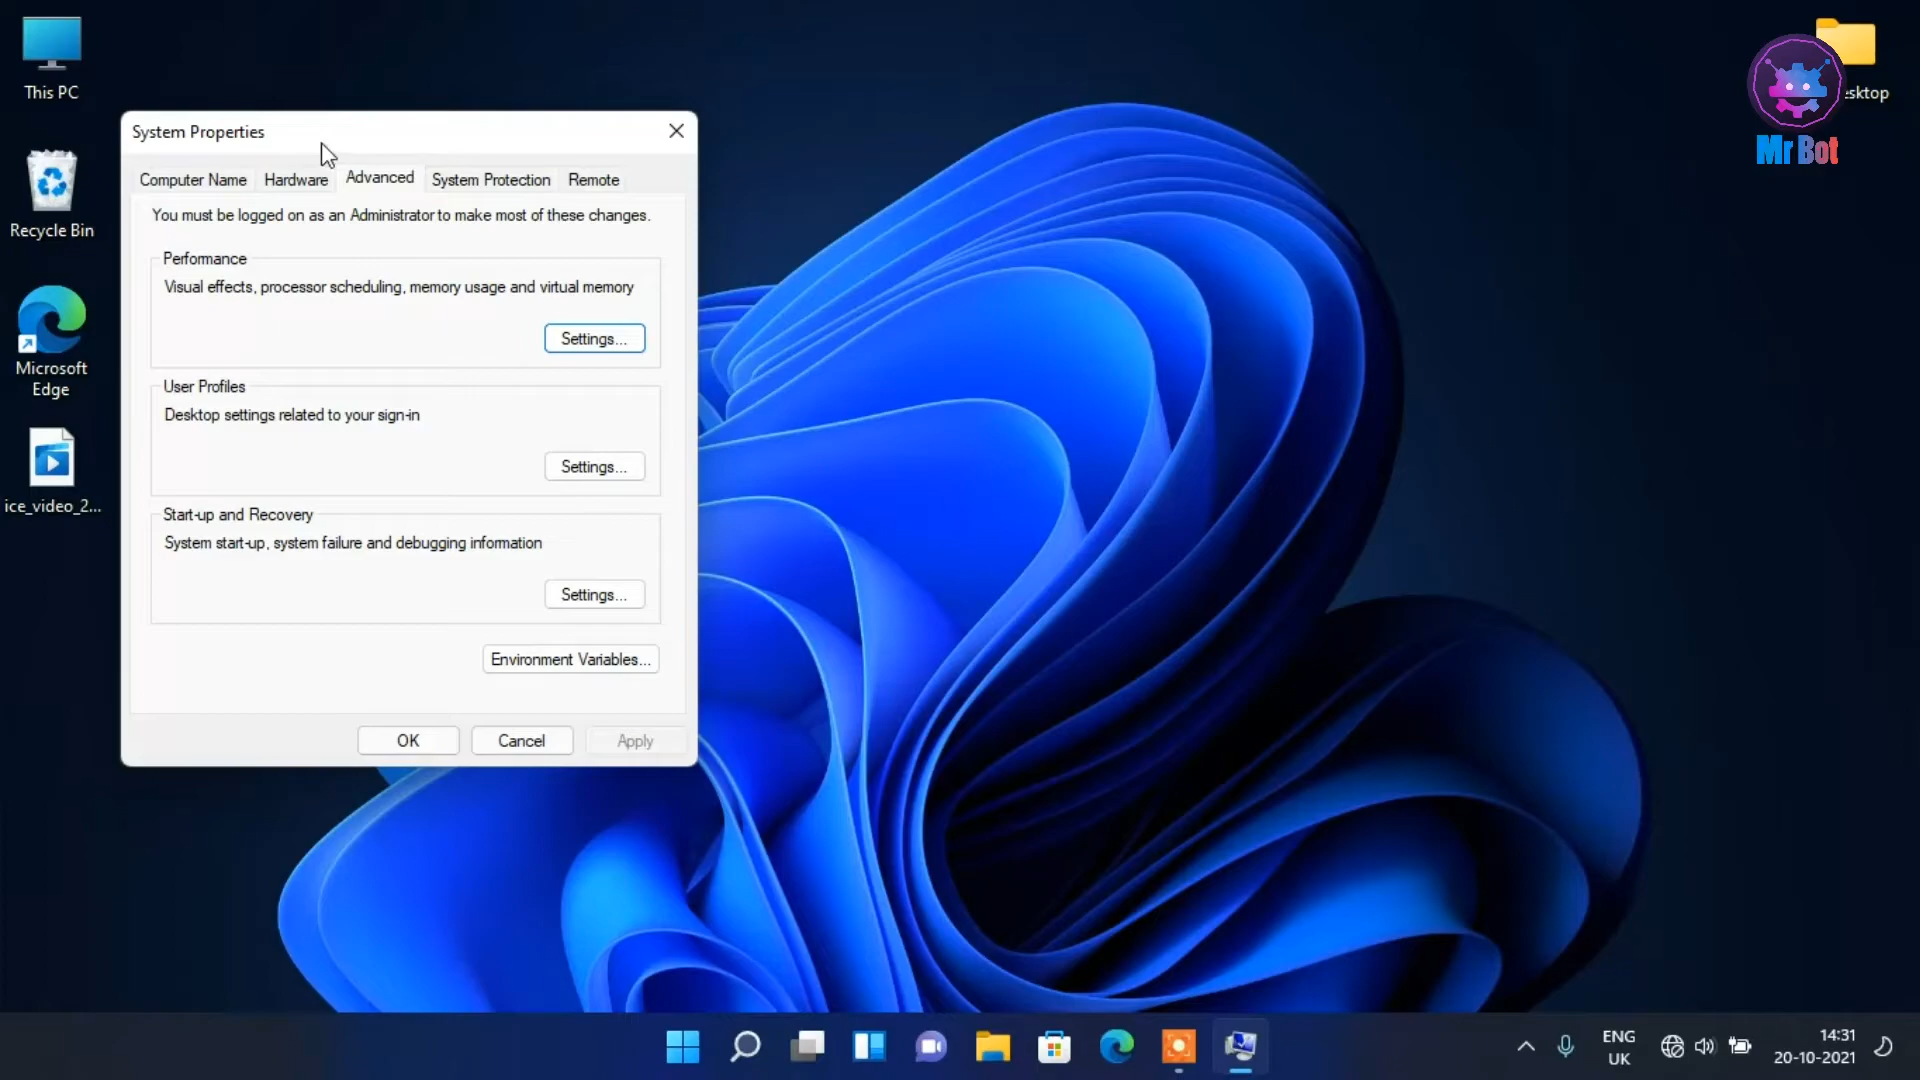 This PC
Recycle Bin
Microsoft
Edge
ice_video_2...
System Properties
Computer Name
Hardware
Advanced
System Protection
Remote
You must be logged on as an Administrator to make most of these changes.
Performance
Visual effects, processor scheduling, memory usage and virtual memory
Settings...
User Profiles
Desktop settings related to your sign-in
Settings...
Start-up and Recovery
System start-up, system failure and debugging information
Settings...
Environment Variables...
OK
Cancel
Apply
sktop
Mr Bot
ENG
UK
14:31
20-10-2021